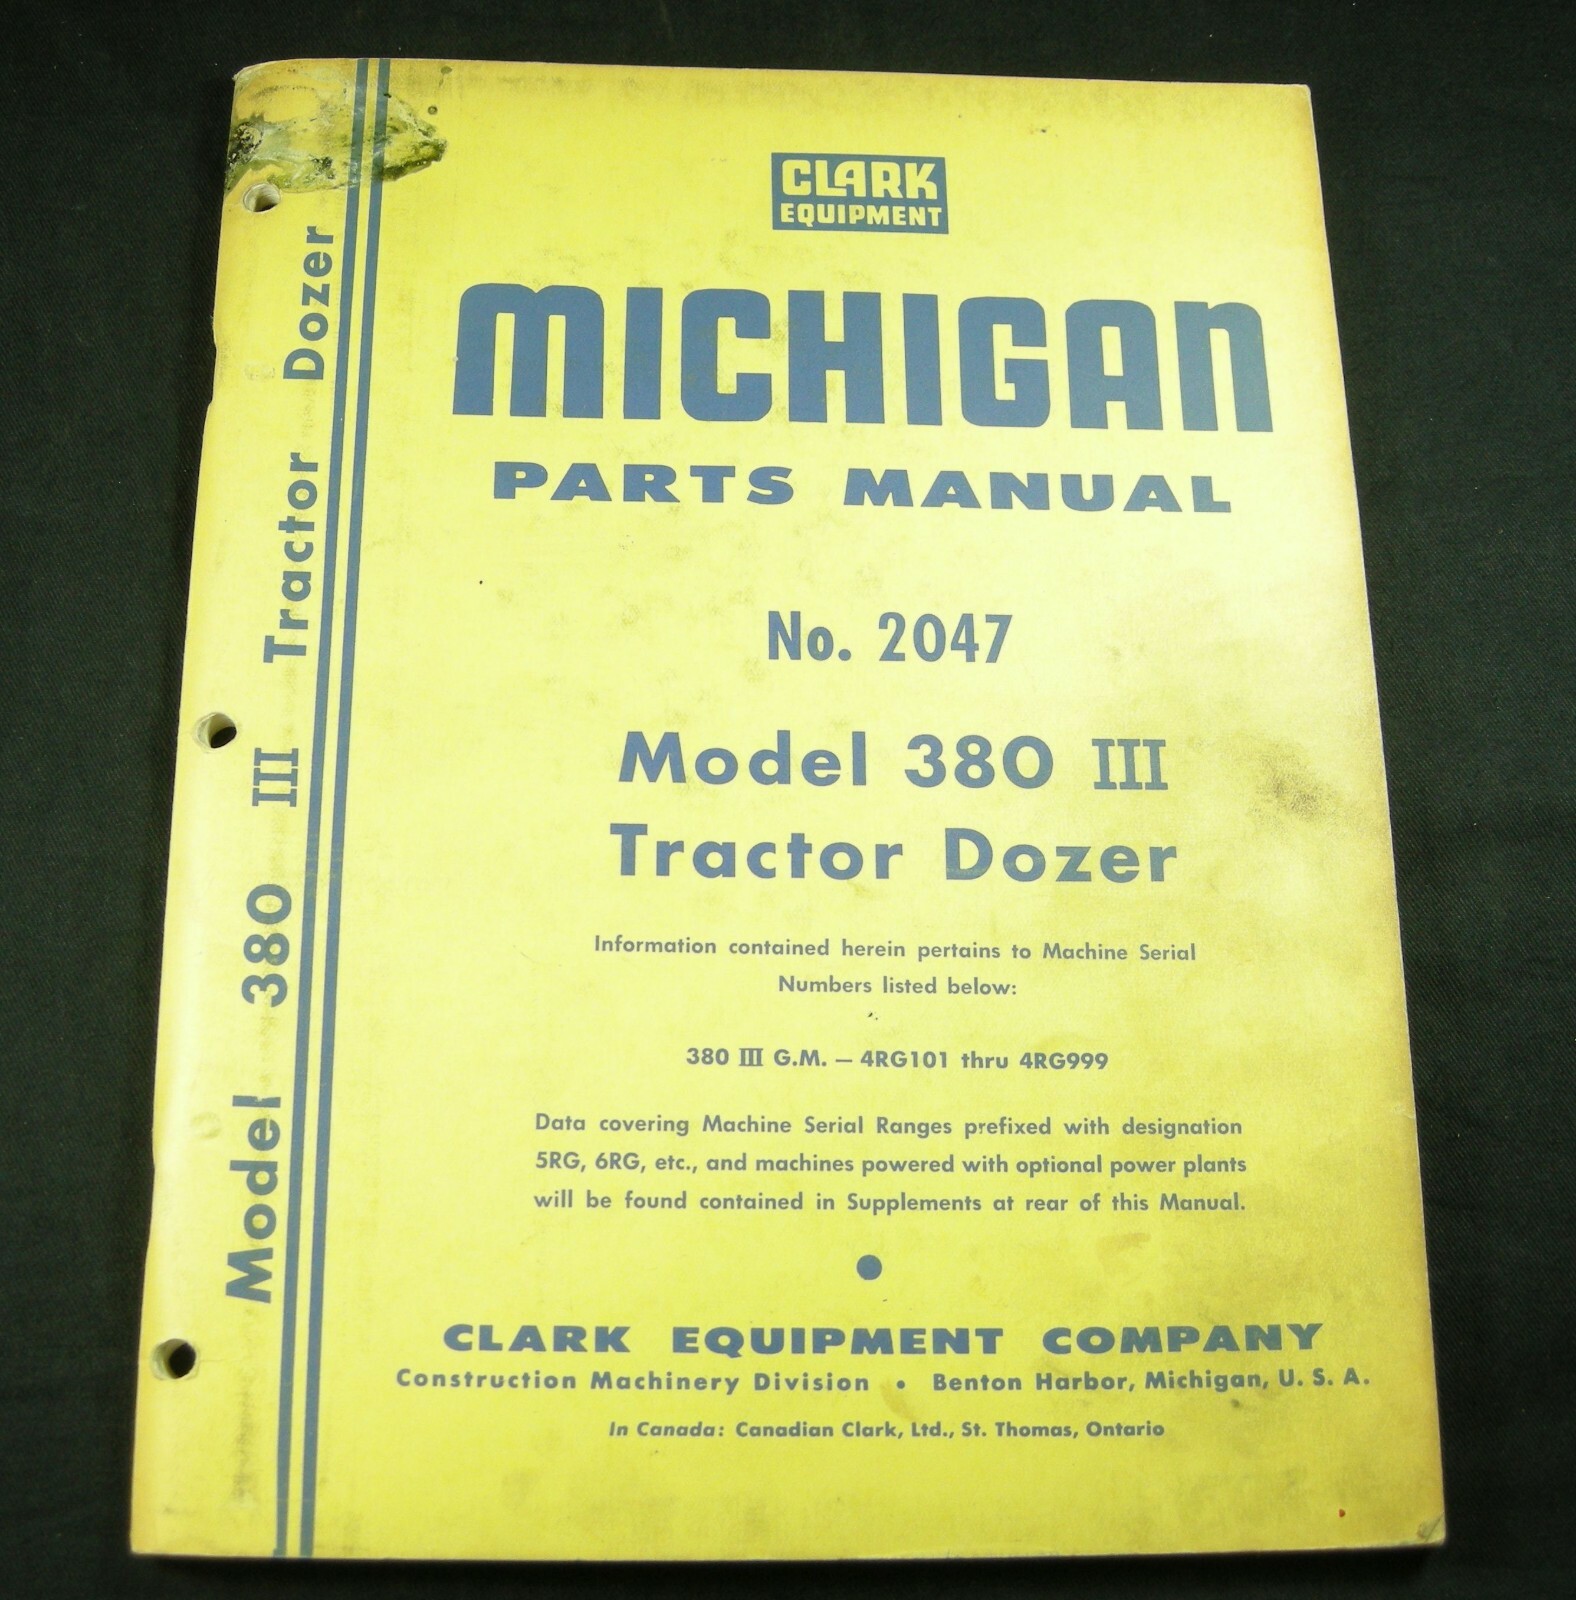 Model 380 III Tractor Dozer
CLARK
EQUIPMENT
MICHIGAN
PARTS MANUAL
No. 2047
Model 380 III
Tractor Dozer
Information contained herein pertains to Machine Serial
Numbers listed below:
380 III G.M. – 4RG101 thru 4RG999
Data covering Machine Serial Ranges prefixed with designation
5RG, 6RG, etc., and machines powered with optional power plants
will be found contained in Supplements at rear of this Manual.
CLARK EQUIPMENT COMPANY
Construction Machinery Division • Benton Harbor, Michigan, U. S. A.
In Canada: Canadian Clark, Ltd., St. Thomas, Ontario